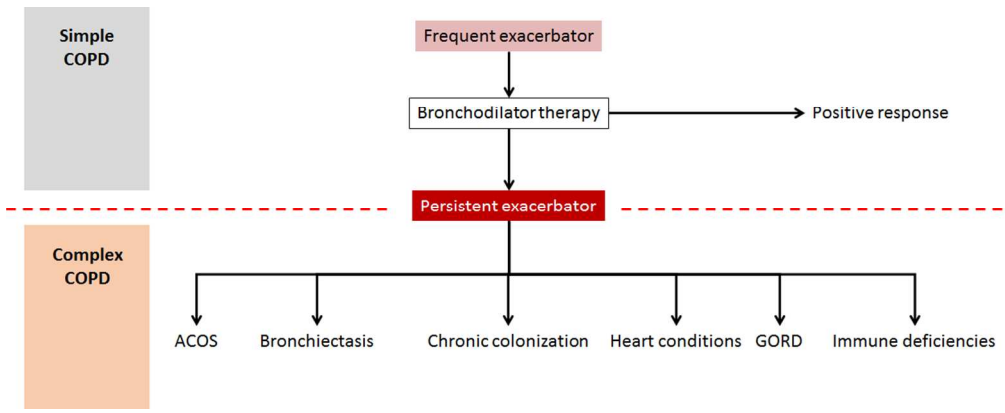 Simple
COPD
Frequent exacerbator
Bronchodilator therapy
Positive response
Persistent exacerbator
Complex
COPD
ACOS
Bronchiectasis
Chronic colonization
Heart conditions
GORD
Immune deficiencies